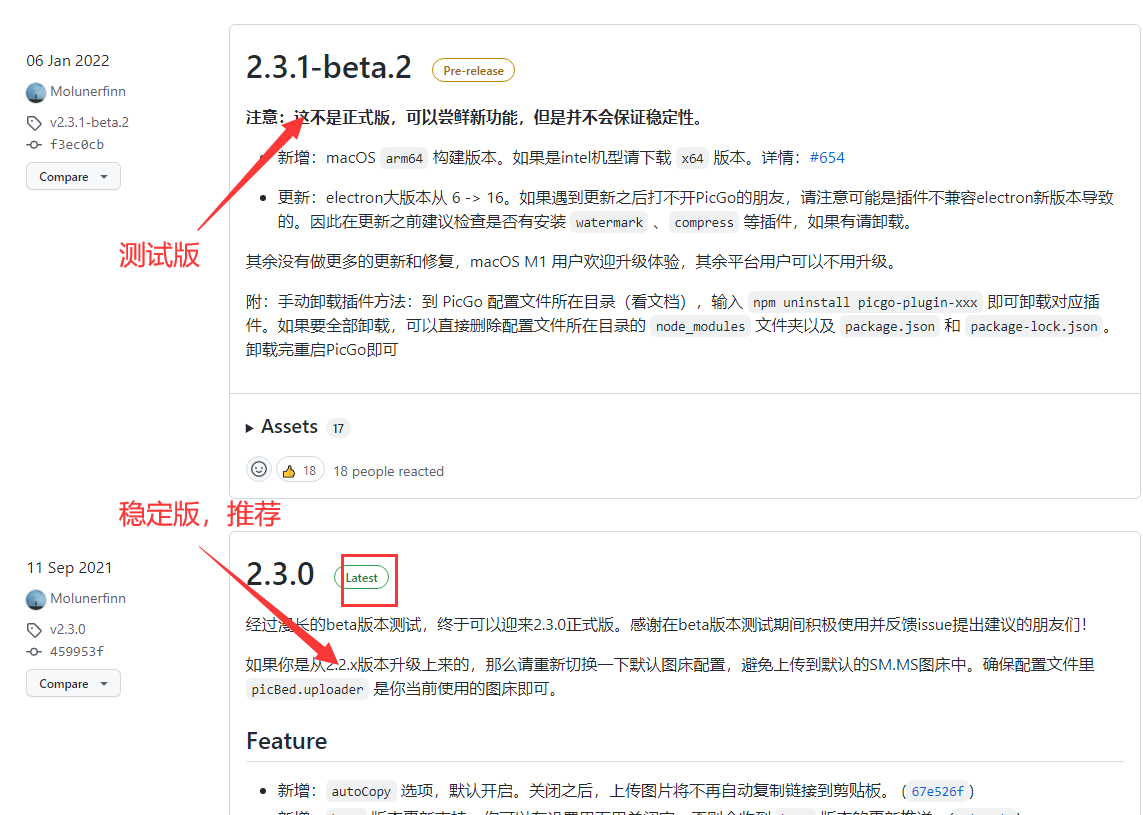 06 Jan 2022
Molunerfinn
v2.3.1-beta.2
f3ec0cb
Compare
2.3.1-beta.2 Pre-release
注意：这不是正式版，可以尝鲜新功能，但是并不会保证稳定性。
新增：macOS arm64 构建版本。如果是intel机型请下载 x64 版本。详情：#654
更新：electron大版本从 6 -> 16。如果遇到更新之后打不开PicGo的朋友，请注意可能是插件不兼容electron新版本导致
的。因此在更新之前建议检查是否有安装 watermark 、 compress 等插件，如果有请卸载。
测试版
其余没有做更多的更新和修复，macOS M1 用户欢迎升级体验，其余平台用户可以不用升级。
附：手动卸载插件方法：到 PicGo 配置文件所在目录（看文档），输入 npm uninstall picgo-plugin-xxx 即可卸载对应插
件。如果要全部卸载，可以直接删除配置文件所在目录的 node_modules 文件夹以及 package.json 和 package-lock.json 。
卸载完重启PicGo即可
Assets 17
18 18 people reacted
稳定版，推荐
11 Sep 2021
Molunerfinn
v2.3.0
459953f
Compare
2.3.0 Latest
经过漫长的beta版本测试，终于可以迎来2.3.0正式版。感谢在beta版本测试期间积极使用并反馈issue提出建议的朋友们！
如果你是从2.2.x版本升级上来的，那么请重新切换一下默认图床配置，避免上传到默认的SM.MS图床中。确保配置文件里
picBed.uploader 是你当前使用的图床即可。
Feature
新增： autoCopy 选项，默认开启。关闭之后，上传图片将不再自动复制链接到剪贴板。 ( 67e526f )